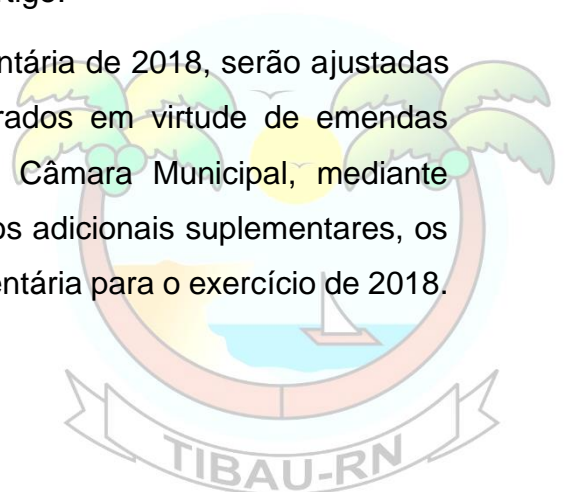 ntária de 2018, serão ajustadas
rados em virtude de emendas
Câmara Municipal, mediante
os adicionais suplementares, os
entária para o exercício de 2018.
TIBAU-RN